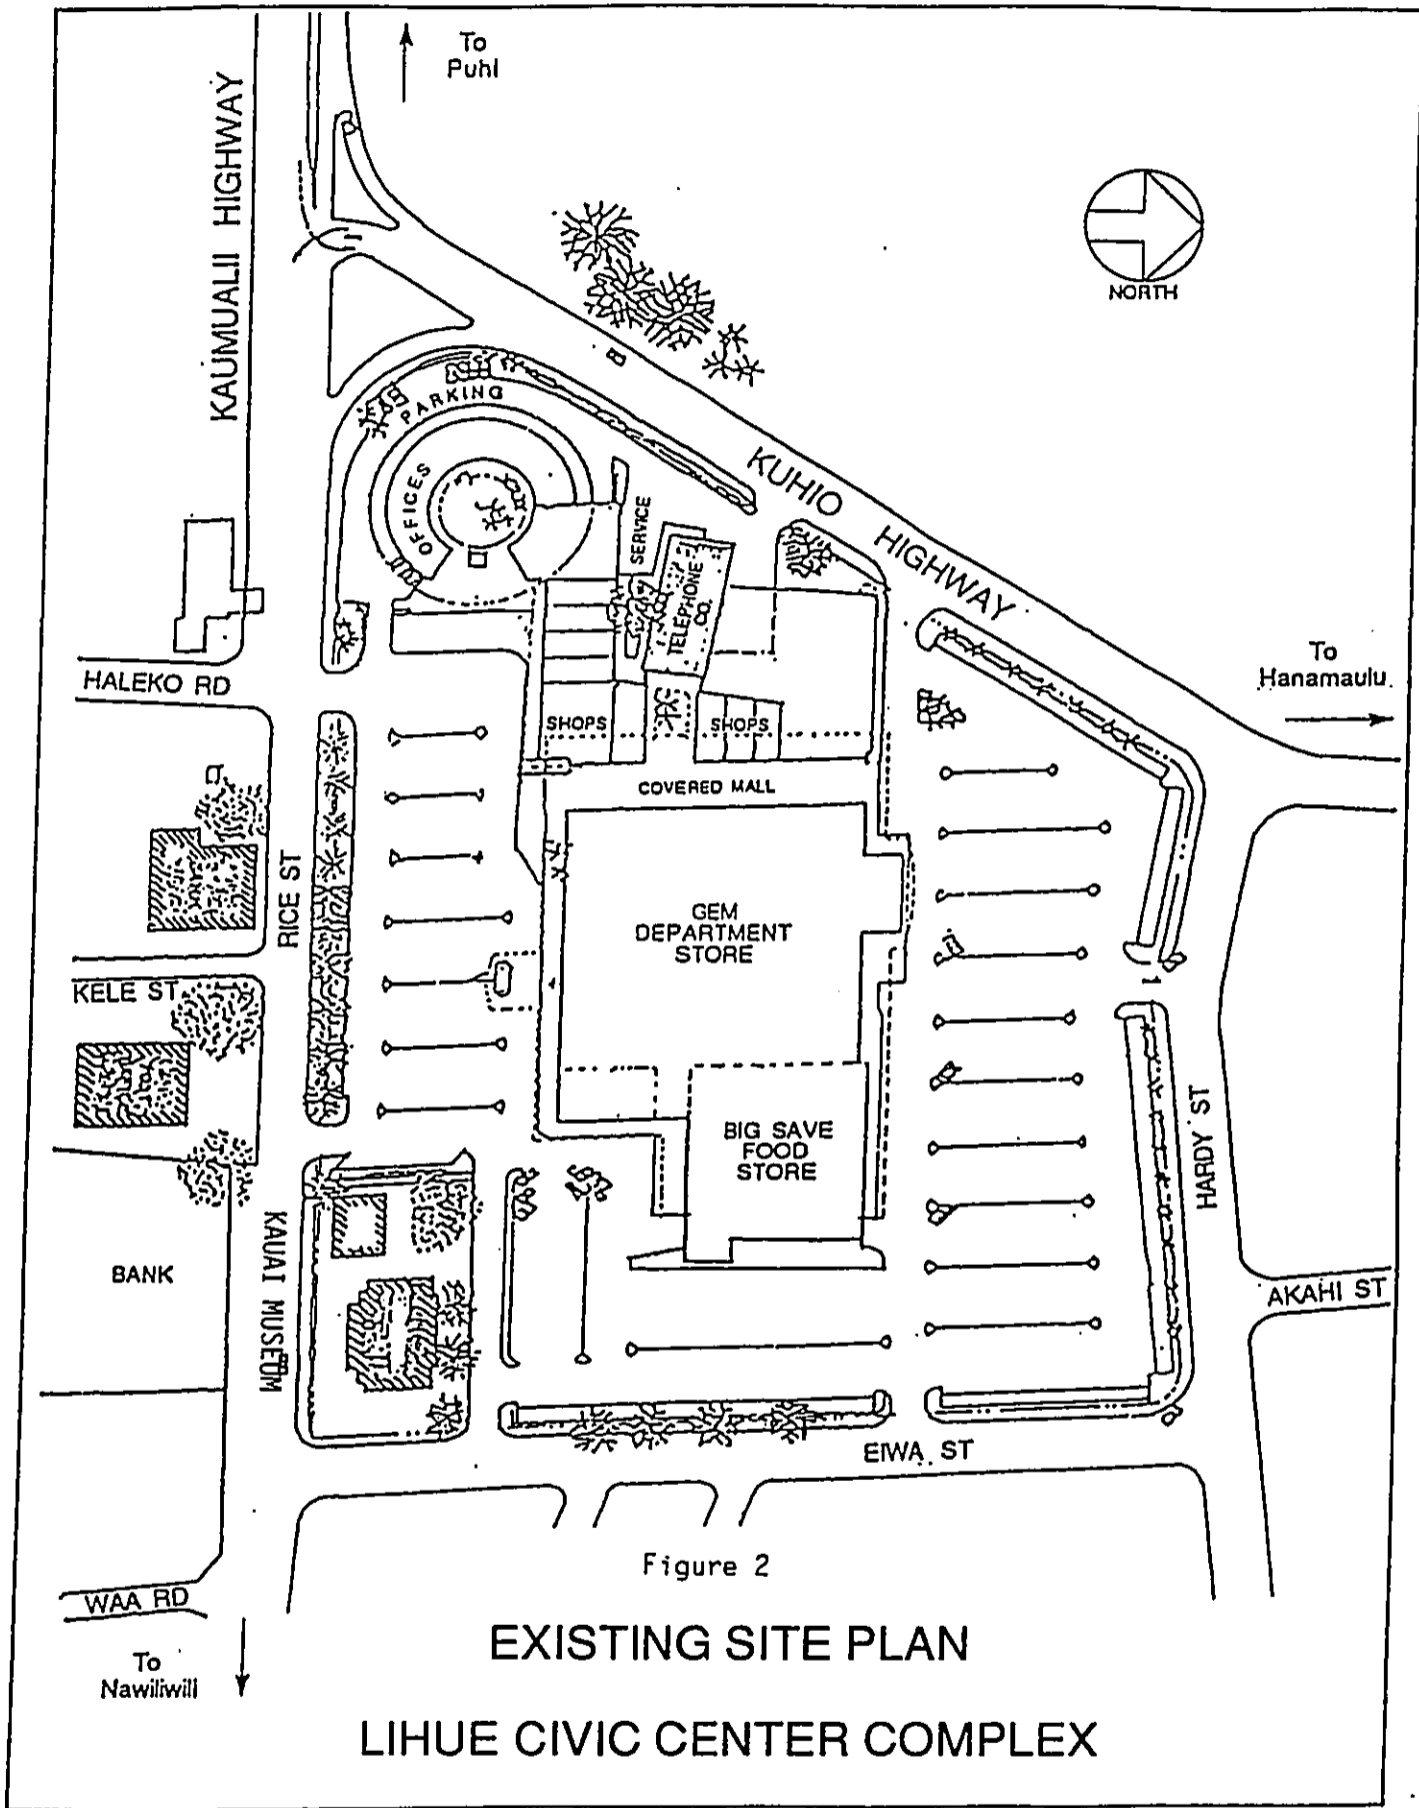 To
Puhl
KAUMUALII HIGHWAY
NORTH
PARKING
OFFICES
SERVICE
TELEPHONE
CO.
KUHIO HIGHWAY
To
Hanamaulu
HALEKO RD
SHOPS
SHOPS
COVERED MALL
RICE ST
GEM
DEPARTMENT
STORE
KELE ST
BIG SAVE
FOOD
STORE
HARDY ST
KAUAI MUSEUM
BANK
AKAHI ST
EIWA ST
Figure 2
WAA RD
To
Nawiliwill
EXISTING SITE PLAN
LIHUE CIVIC CENTER COMPLEX